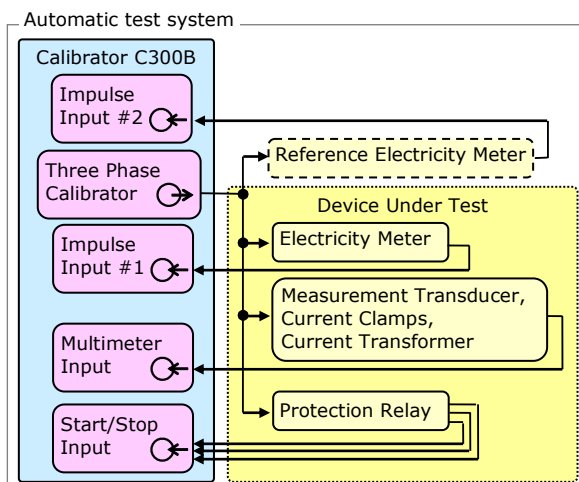 Automatic test system
Calibrator C300B
Impulse
Input #2
Three Phase
Calibrator
Impulse
Input #1
Multimeter
Input
Start/Stop
Input
Reference Electricity Meter
Device Under Test
Electricity Meter
Measurement Transducer,
Current Clamps,
Current Transformer
Protection Relay